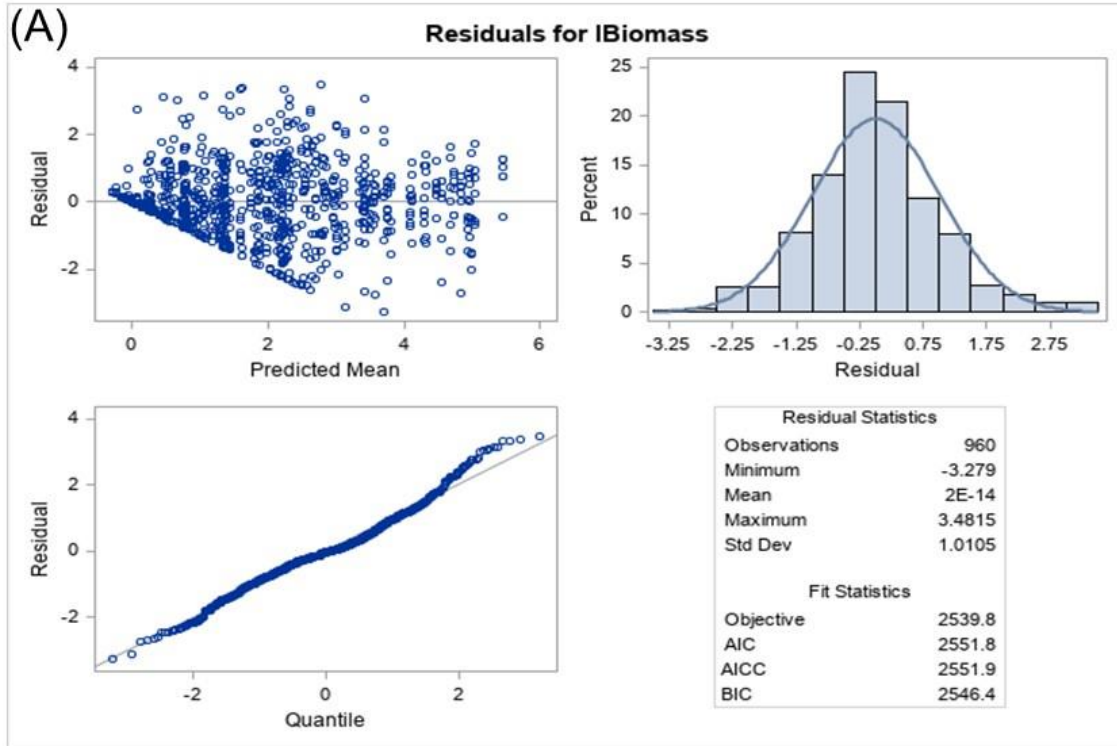 (A)
Residuals for lBiomass
4
2
0
-2
Residual
0 2 4 6
Predicted Mean
25
20
15
10
5
0
Percent
-3.25 -2.25 -1.25 -0.25 0.75 1.75 2.75
Residual
4
2
0
-2
Residual
-2 0 2
Quantile
Residual Statistics
Observations 960
Minimum -3.279
Mean 2E-14
Maximum 3.4815
Std Dev 1.0105
Fit Statistics
Objective 2539.8
AIC 2551.8
AICC 2551.9
BIC 2546.4